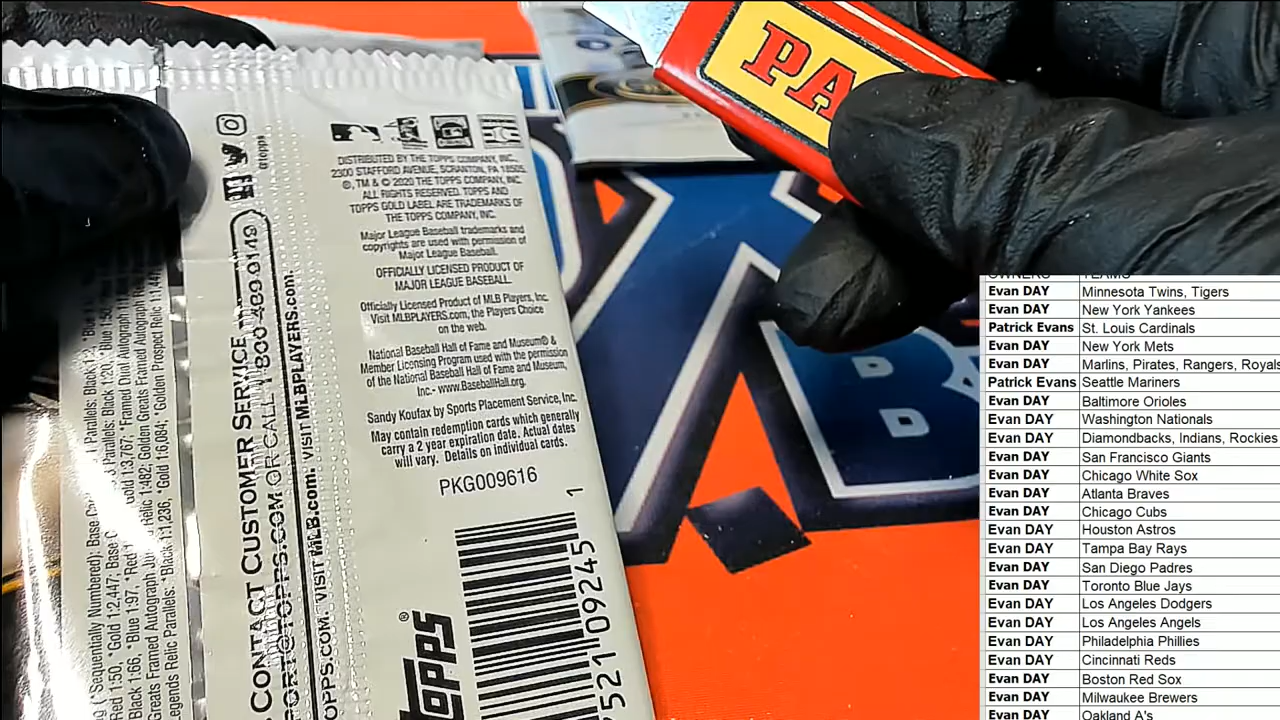 @topps
DISTRIBUTED BY THE TOPPS COMPANY, INC.,
2300 STAFFORD AVENUE, SCRANTON, PA 18505.
®, TM & © 2020 THE TOPPS COMPANY, INC.
ALL RIGHTS RESERVED. TOPPS AND
TOPPS GOLD LABEL ARE TRADEMARKS OF
THE TOPPS COMPANY, INC.
Major League Baseball trademarks and
copyrights are used with permission of
Major League Baseball.
OFFICIALLY LICENSED PRODUCT OF
MAJOR LEAGUE BASEBALL.
Officially Licensed Product of MLB Players, Inc.
Visit MLBPLAYERS.com, the Players Choice
on the web.
National Baseball Hall of Fame and Museum® &
Member Licensing Program used with the permission
of the National Baseball Hall of Fame and Museum,
Inc. - www.BaseballHall.org.
Sandy Koufax by Sports Placement Service, Inc.
May contain redemption cards which generally
carry a 2 year expiration date. Actual dates
will vary. Details on individual cards.
PKG009616
1
521 09245
topps®
CONTACT CUSTOMER SERVICE
TOPPS.COM OR CALL 1-800-489-9149
OPPS.COM. VISIT MLB.com. VISIT MLBPLAYERS.com.
PA
B
OWNERS TEAMS
Evan DAY Minnesota Twins, Tigers
Evan DAY New York Yankees
Patrick Evans St. Louis Cardinals
Evan DAY New York Mets
Evan DAY Marlins, Pirates, Rangers, Royals
Patrick Evans Seattle Mariners
Evan DAY Baltimore Orioles
Evan DAY Washington Nationals
Evan DAY Diamondbacks, Indians, Rockies
Evan DAY San Francisco Giants
Evan DAY Chicago White Sox
Evan DAY Atlanta Braves
Evan DAY Chicago Cubs
Evan DAY Houston Astros
Evan DAY Tampa Bay Rays
Evan DAY San Diego Padres
Evan DAY Toronto Blue Jays
Evan DAY Los Angeles Dodgers
Evan DAY Los Angeles Angels
Evan DAY Philadelphia Phillies
Evan DAY Cincinnati Reds
Evan DAY Boston Red Sox
Evan DAY Milwaukee Brewers
Evan DAY Oakland A's